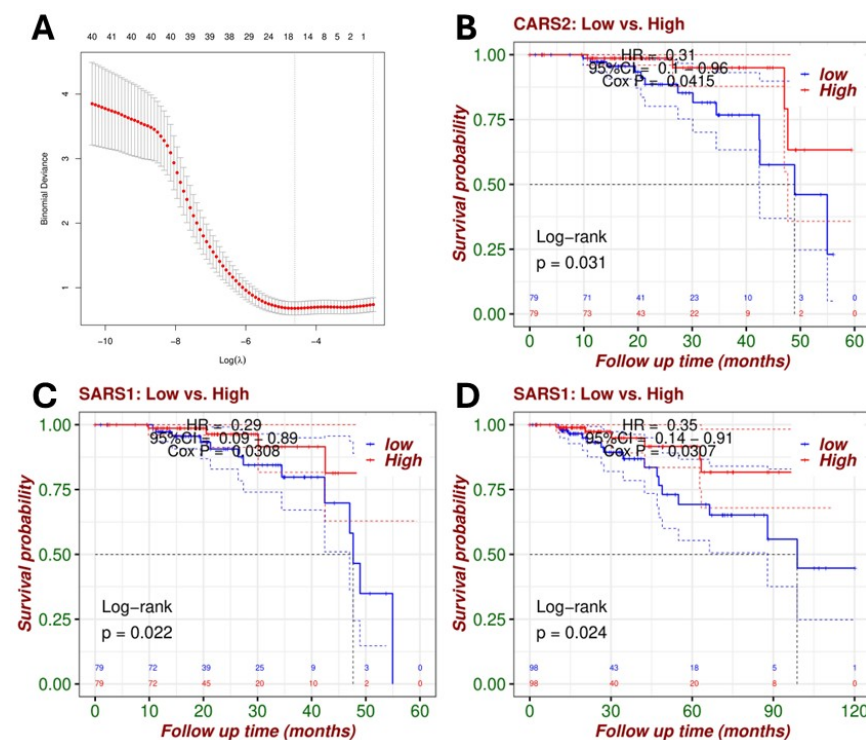 A
40 41 40 40 40 39 39 38 29 24 18 14 8 5 2 1
Binomial Deviance
4
3
2
1
−10 −8 −6 −4
Log(λ)
B
CARS2: Low vs. High
HR = 0.31
95%CI = 0.1 − 0.96
Cox P = 0.0415
low
High
Survival probability
1.00
0.75
0.50
0.25
0.00
Log−rank
p = 0.031
79 71 41 23 10 3 0
79 73 43 22 9 2 0
0 10 20 30 40 50 60
Follow up time (months)
C
SARS1: Low vs. High
HR = 0.29
95%CI = 0.09 − 0.89
Cox P = 0.0308
low
High
Survival probability
1.00
0.75
0.50
0.25
0.00
Log−rank
p = 0.022
79 72 39 25 9 3 0
79 72 45 20 10 2 0
0 10 20 30 40 50 60
Follow up time (months)
D
SARS1: Low vs. High
HR = 0.35
95%CI = 0.14 − 0.91
Cox P = 0.0307
low
High
Survival probability
1.00
0.75
0.50
0.25
0.00
Log−rank
p = 0.024
98 43 18 5 1
98 40 20 8 0
0 30 60 90 120
Follow up time (months)